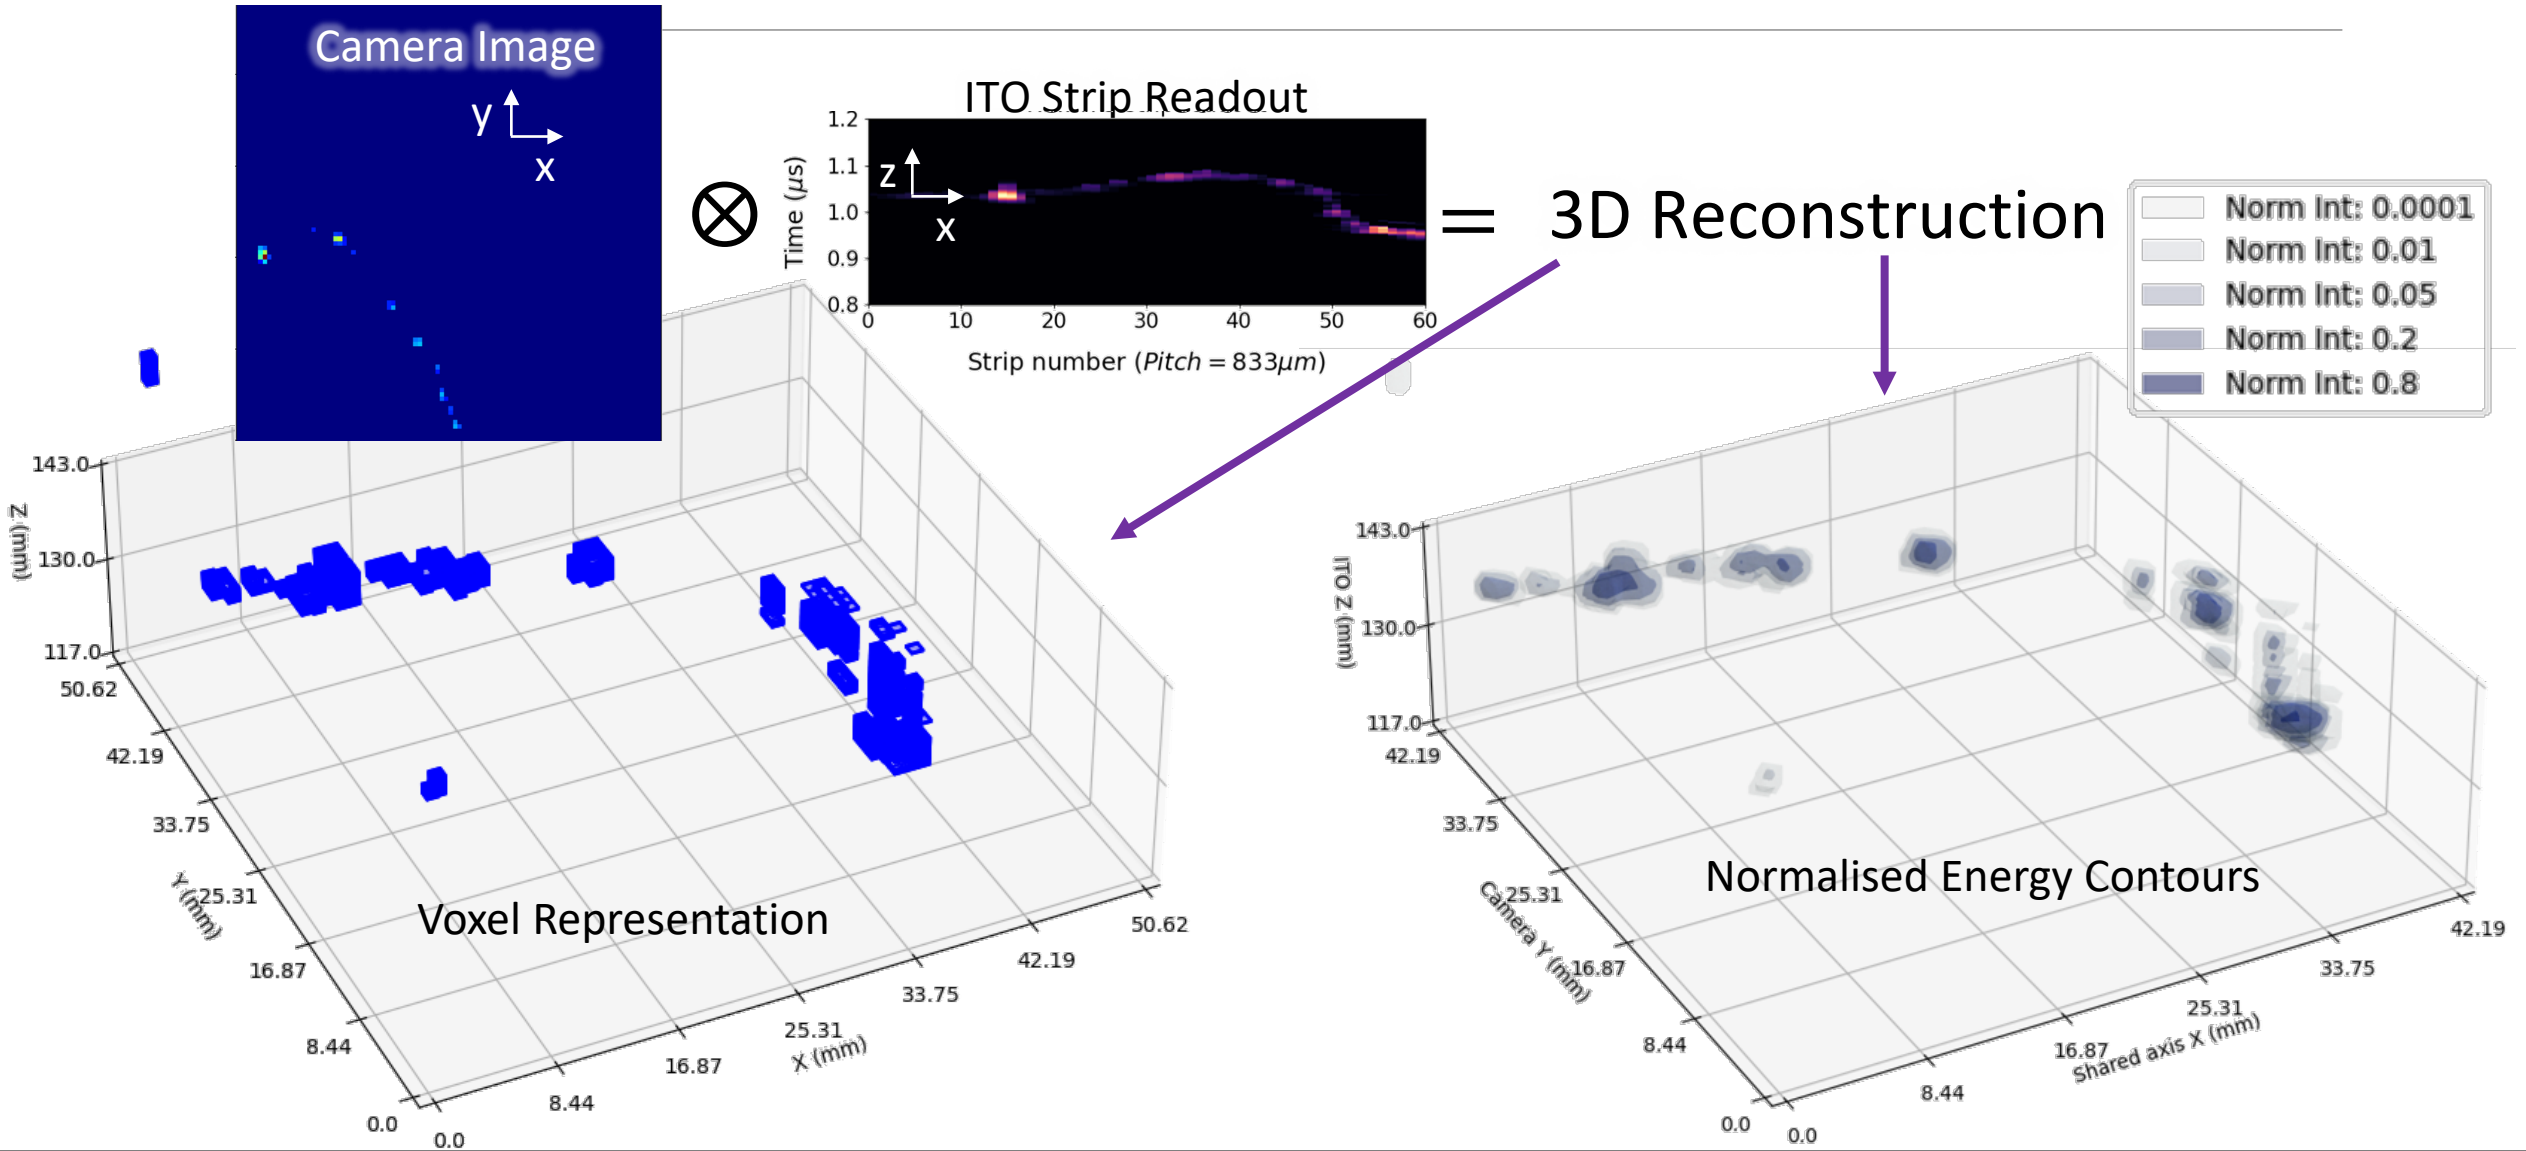 Camera Image
y
x
ITO Strip Readout
1.2
1.1
1.0
0.9
0.8
Time (μs)
z
x
0 10 20 30 40 50 60
Strip number (Pitch = 833μm)
⊗
= 3D Reconstruction
Norm Int: 0.0001
Norm Int: 0.01
Norm Int: 0.05
Norm Int: 0.2
Norm Int: 0.8
143.0
130.0
117.0
Z (mm)
50.62
42.19
33.75
25.31
16.87
8.44
0.0
Y (mm)
Voxel Representation
0.0
8.44
16.87
25.31
33.75
42.19
50.62
X (mm)
143.0
130.0
117.0
ITO Z (mm)
42.19
33.75
25.31
16.87
8.44
0.0
Camera Y (mm)
Normalised Energy Contours
0.0
8.44
16.87
25.31
33.75
42.19
Shared axis X (mm)